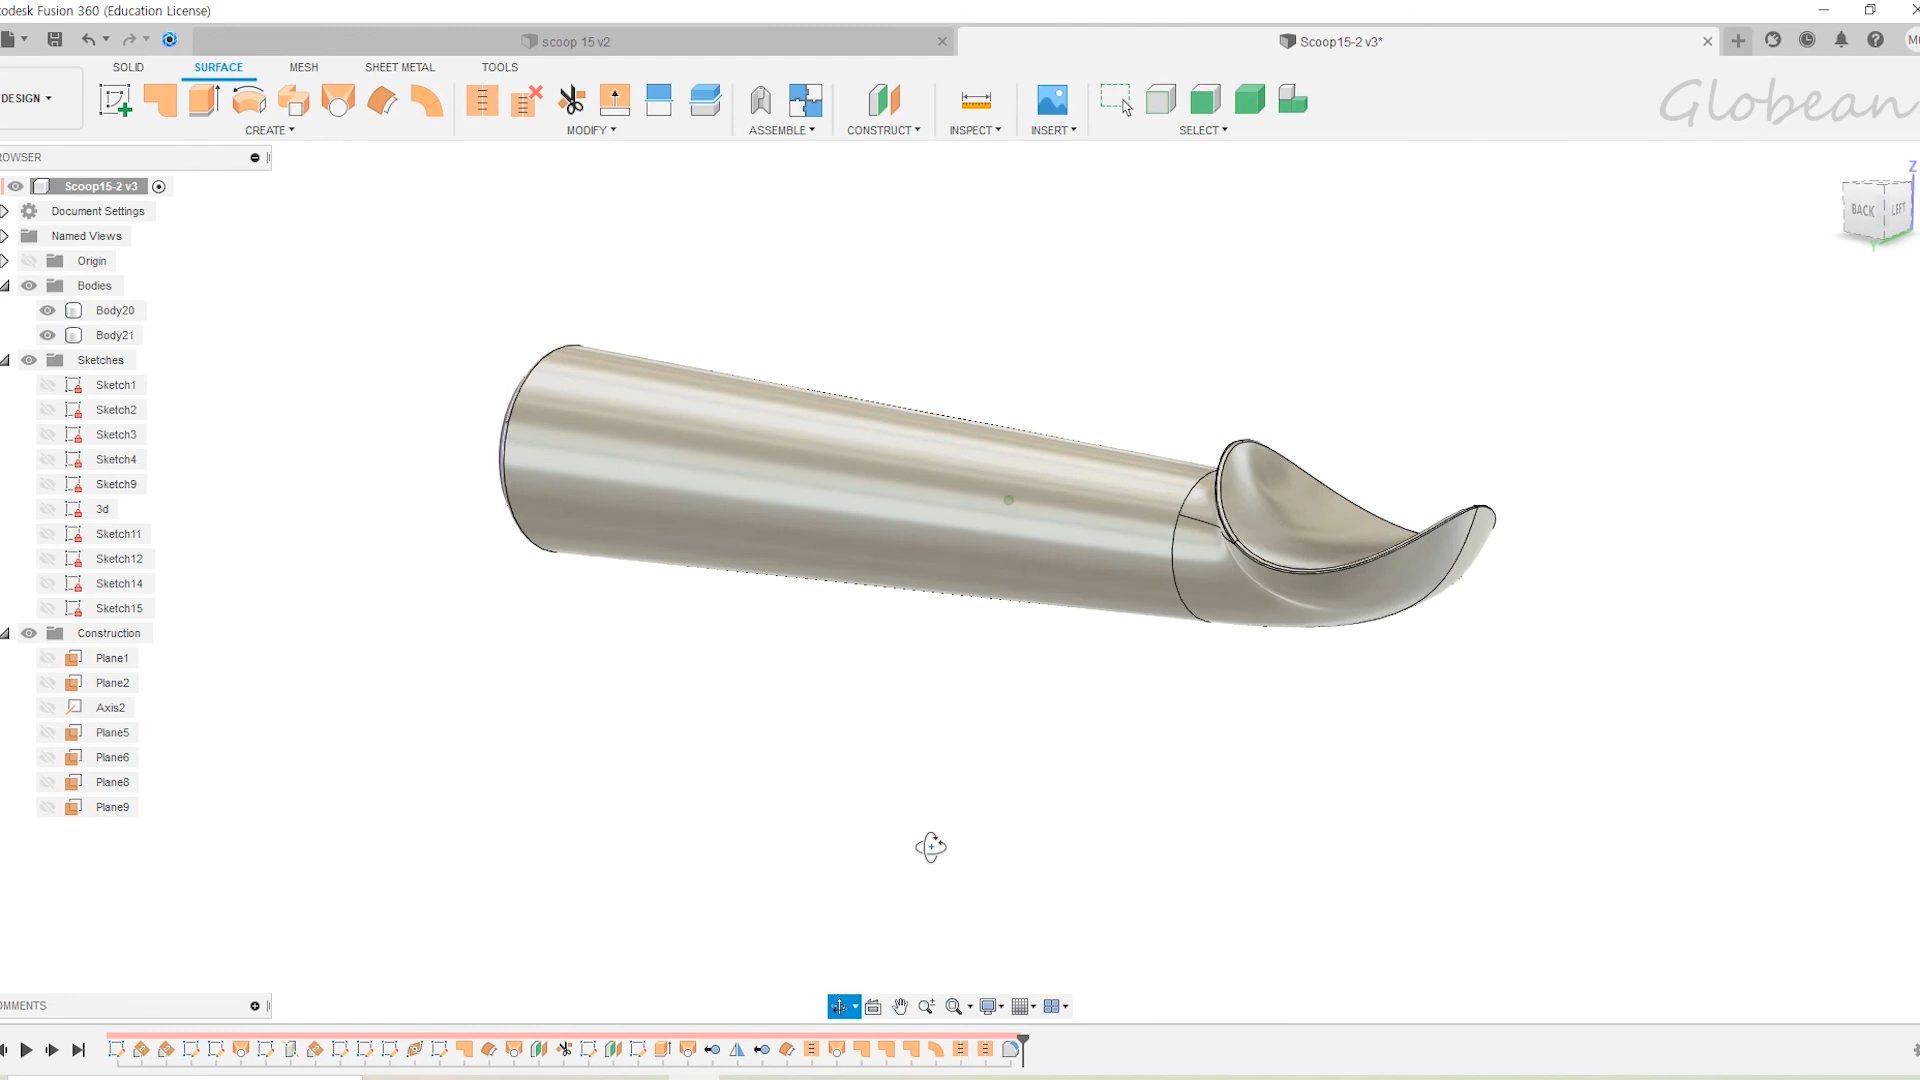 todesk Fusion 360 (Education License)
scoop 15 v2
Scoop15-2 v3*
SOLID SURFACE MESH SHEET METAL TOOLS
DESIGN
CREATE MODIFY ASSEMBLE CONSTRUCT INSPECT INSERT SELECT
Globean
ROWSER
Scoop15-2 v3
Document Settings
Named Views
Origin
Bodies
Body20
Body21
Sketches
Sketch1
Sketch2
Sketch3
Sketch4
Sketch9
3d
Sketch11
Sketch12
Sketch14
Sketch15
Construction
Plane1
Plane2
Axis2
Plane5
Plane6
Plane8
Plane9
Z
BACK
LEFT
Y
OMMENTS